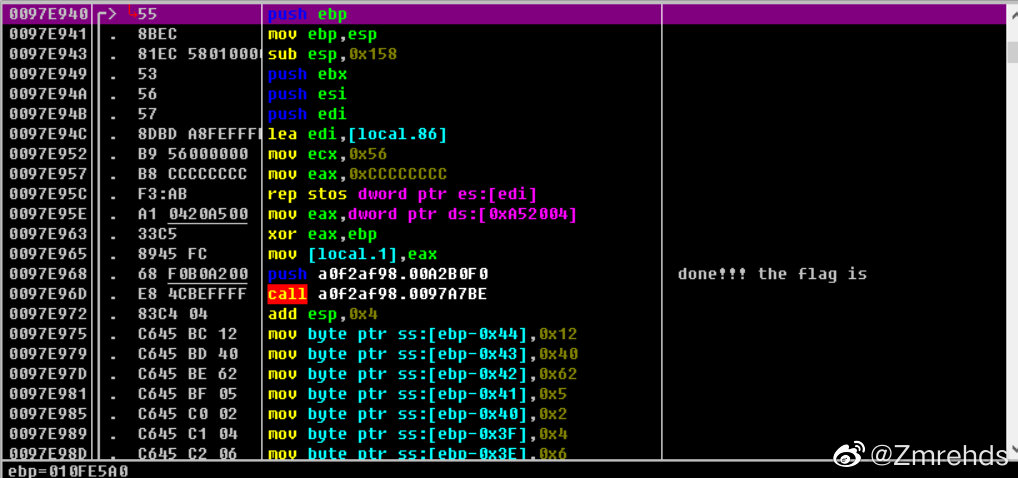 0097E940 ┌> 55 push ebp
0097E941 . 8BEC mov ebp,esp
0097E943 . 81EC 5801000 sub esp,0x158
0097E949 . 53 push ebx
0097E94A . 56 push esi
0097E94B . 57 push edi
0097E94C . 8DBD A8FEFFFF lea edi,[local.86]
0097E952 . B9 56000000 mov ecx,0x56
0097E957 . B8 CCCCCCCC mov eax,0xCCCCCCCC
0097E95C . F3:AB rep stos dword ptr es:[edi]
0097E95E . A1 0420A500 mov eax,dword ptr ds:[0xA52004]
0097E963 . 33C5 xor eax,ebp
0097E965 . 8945 FC mov [local.1],eax
0097E968 . 68 F0B0A200 push a0f2af98.00A2B0F0 done!!! the flag is
0097E96D . E8 4CBEFFFF call a0f2af98.0097A7BE
0097E972 . 83C4 04 add esp,0x4
0097E975 . C645 BC 12 mov byte ptr ss:[ebp-0x44],0x12
0097E979 . C645 BD 40 mov byte ptr ss:[ebp-0x43],0x40
0097E97D . C645 BE 62 mov byte ptr ss:[ebp-0x42],0x62
0097E981 . C645 BF 05 mov byte ptr ss:[ebp-0x41],0x5
0097E985 . C645 C0 02 mov byte ptr ss:[ebp-0x40],0x2
0097E989 . C645 C1 04 mov byte ptr ss:[ebp-0x3F],0x4
0097E98D . C645 C2 06 mov byte ptr ss:[ebp-0x3E],0x6
ebp=010FE5A0
@Zmrehds